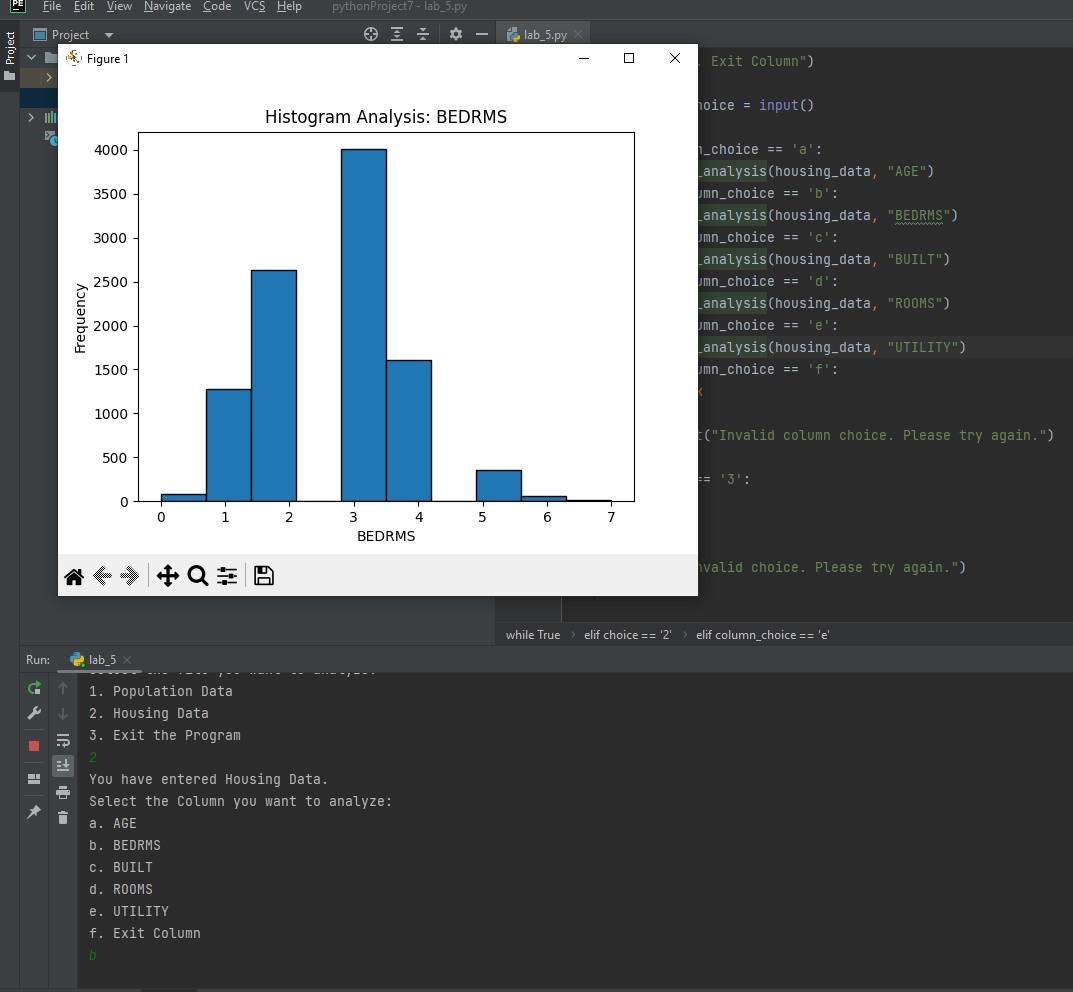 PE File Edit View Navigate Code VCS Help pythonProject7 - lab_5.py
Project
Project
lab_5.py
Figure 1
Histogram Analysis: BEDRMS
4000
3500
3000
2500
2000
1500
1000
500
0
Frequency
0 1 2 3 4 5 6 7
BEDRMS
. Exit Column")
hoice = input()
n_choice == 'a':
_analysis(housing_data, "AGE")
umn_choice == 'b':
_analysis(housing_data, "BEDRMS")
umn_choice == 'c':
_analysis(housing_data, "BUILT")
umn_choice == 'd':
_analysis(housing_data, "ROOMS")
umn_choice == 'e':
_analysis(housing_data, "UTILITY")
umn_choice == 'f':
k
t("Invalid column choice. Please try again.")
== '3':
nvalid choice. Please try again.")
while True › elif choice == '2' › elif column_choice == 'e'
Run: lab_5
1. Population Data
2. Housing Data
3. Exit the Program
2
You have entered Housing Data.
Select the Column you want to analyze:
a. AGE
b. BEDRMS
c. BUILT
d. ROOMS
e. UTILITY
f. Exit Column
b